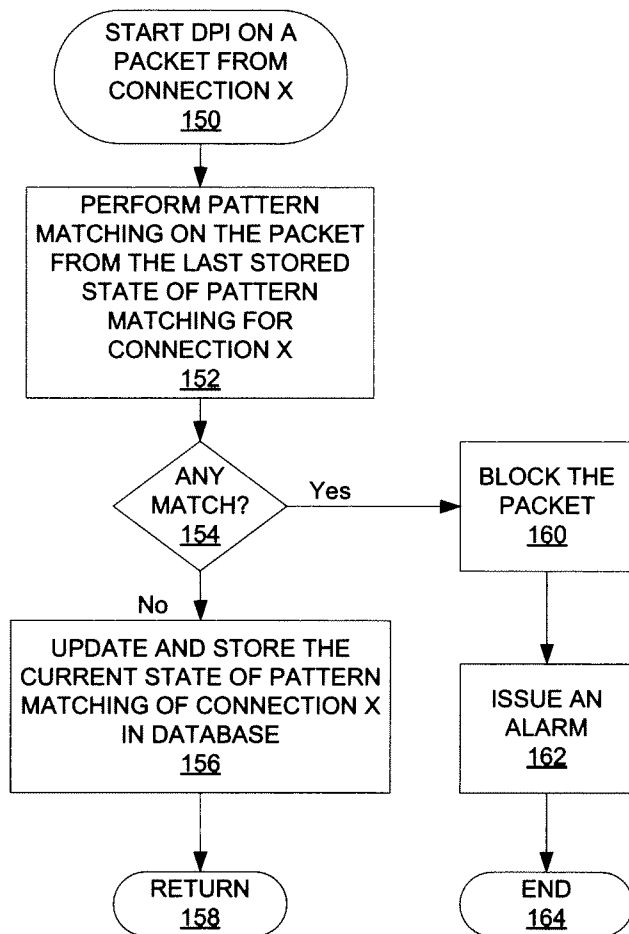 START DPI ON A
PACKET FROM
CONNECTION X
150
PERFORM PATTERN
MATCHING ON THE PACKET
FROM THE LAST STORED
STATE OF PATTERN
MATCHING FOR
CONNECTION X
152
ANY
MATCH?
154
Yes
BLOCK THE
PACKET
160
No
UPDATE AND STORE THE
CURRENT STATE OF PATTERN
MATCHING OF CONNECTION X
IN DATABASE
156
ISSUE AN
ALARM
162
RETURN
158
END
164